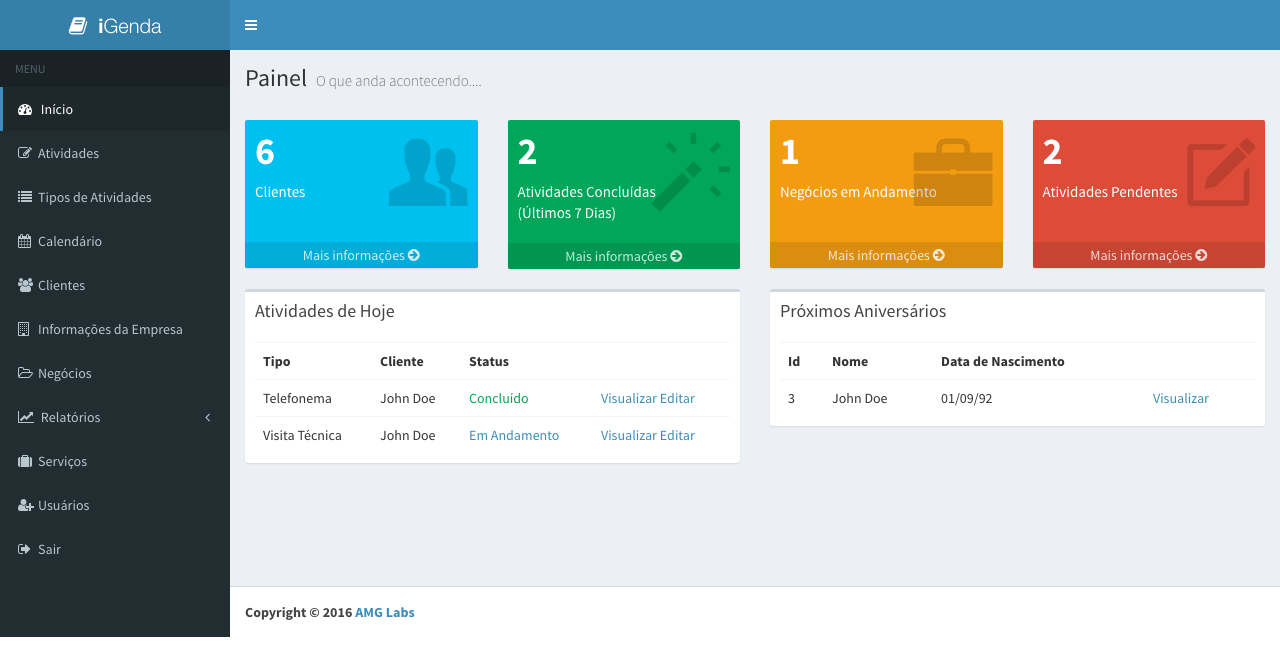 iGenda
MENU
Início
Atividades
Tipos de Atividades
Calendário
Clientes
Informações da Empresa
Negócios
Relatórios
Serviços
Usuários
Sair
Painel O que anda acontecendo....
6
Clientes
Mais informações
2
Atividades Concluídas
(Últimos 7 Dias)
Mais informações
1
Negócios em Andamento
Mais informações
2
Atividades Pendentes
Mais informações
Atividades de Hoje
Tipo Cliente Status
Telefonema John Doe Concluído Visualizar Editar
Visita Técnica John Doe Em Andamento Visualizar Editar
Próximos Aniversários
Id Nome Data de Nascimento
3 John Doe 01/09/92 Visualizar
Copyright © 2016 AMG Labs